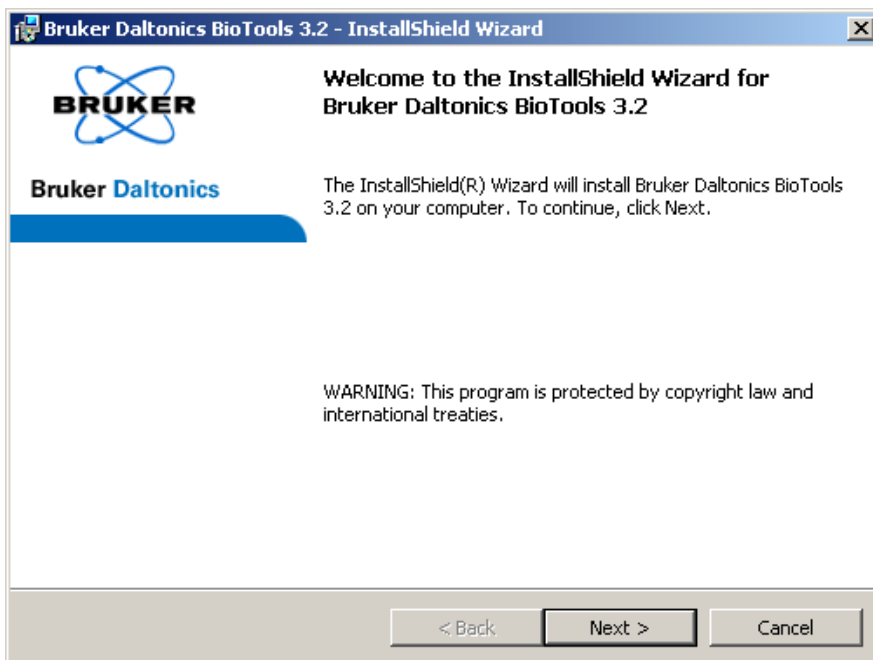 Bruker Daltonics BioTools 3.2 - InstallShield Wizard
BRUKER
Bruker Daltonics
Welcome to the InstallShield Wizard for
Bruker Daltonics BioTools 3.2
The InstallShield(R) Wizard will install Bruker Daltonics BioTools
3.2 on your computer. To continue, click Next.
WARNING: This program is protected by copyright law and
international treaties.
< Back
Next >
Cancel